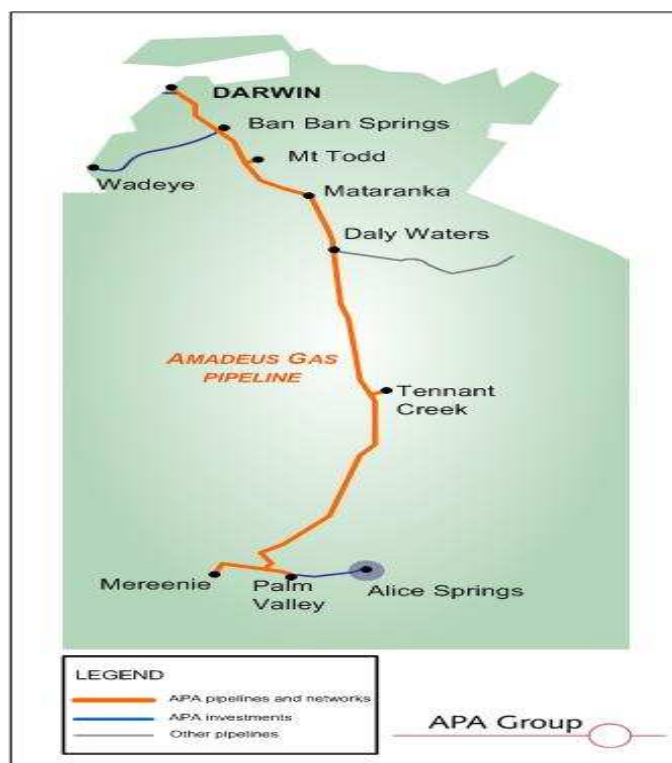 DARWIN
Ban Ban Springs
Mt Todd
Wadeye
Mataranka
Daly Waters
AMADEUS GAS
PIPELINE
Tennant
Creek
Mereenie
Palm
Valley
Alice Springs
LEGEND
APA pipelines and networks
APA investments
Other pipelines
APA Group